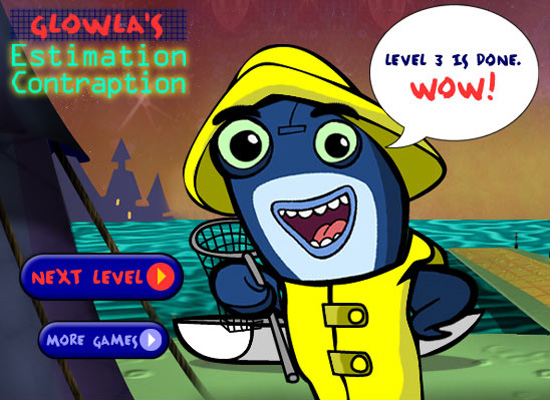 GLOWLA'S
Estimation
Contraption
LEVEL 3 IS DONE.
WOW!
NEXT LEVEL
MORE GAMES